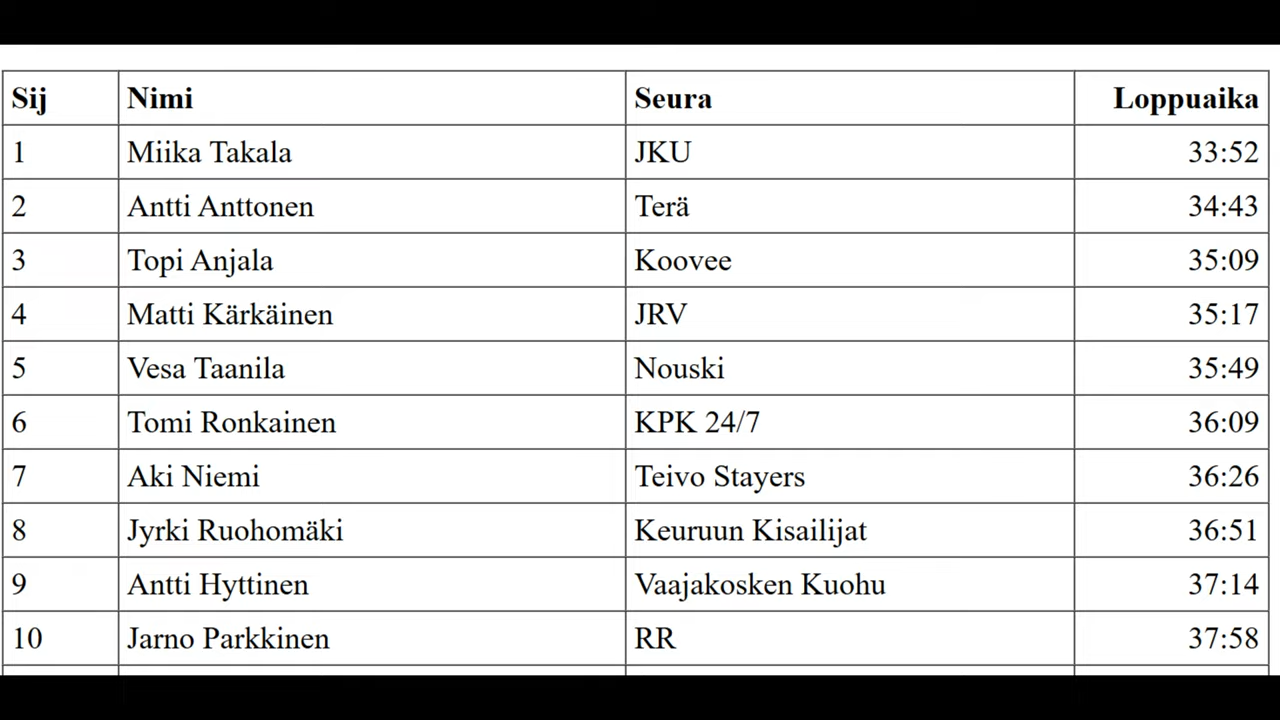 Sij Nimi Seura Loppuaika
1 Miika Takala JKU 33:52
2 Antti Anttonen Terä 34:43
3 Topi Anjala Koovee 35:09
4 Matti Kärkäinen JRV 35:17
5 Vesa Taanila Nouski 35:49
6 Tomi Ronkainen KPK 24/7 36:09
7 Aki Niemi Teivo Stayers 36:26
8 Jyrki Ruohomäki Keuruun Kisailijat 36:51
9 Antti Hyttinen Vaajakosken Kuohu 37:14
10 Jarno Parkkinen RR 37:58